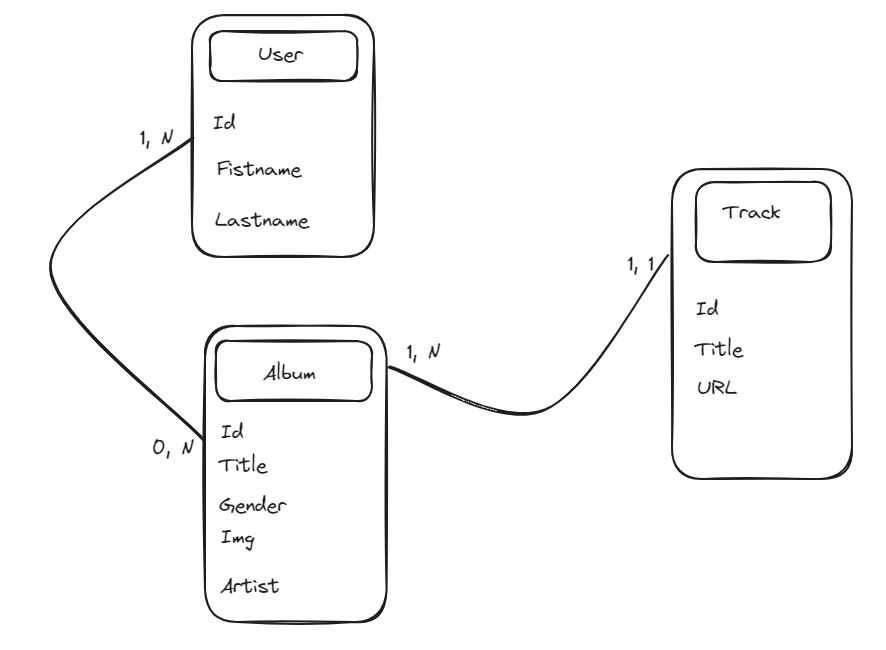 User
Id
Fistname
Lastname
1, N
0, N
Album
Id
Title
Gender
Img
Artist
1, N
1, 1
Track
Id
Title
URL